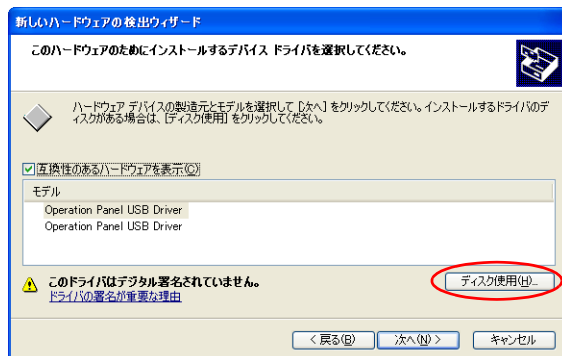 新しいハードウェアの検出ウィザード
このハードウェアのためにインストールするデバイス ドライバを選択してください。
ハードウェア デバイスの製造元とモデルを選択して [次へ] をクリックしてください。インストールするドライバのデ
ィスクがある場合は、[ディスク使用] をクリックしてください。
互換性のあるハードウェアを表示(C)
モデル
Operation Panel USB Driver
Operation Panel USB Driver
このドライバはデジタル署名されていません。
ドライバの署名が重要な理由
ディスク使用(H)...
< 戻る(B)
次へ(N) >
キャンセル